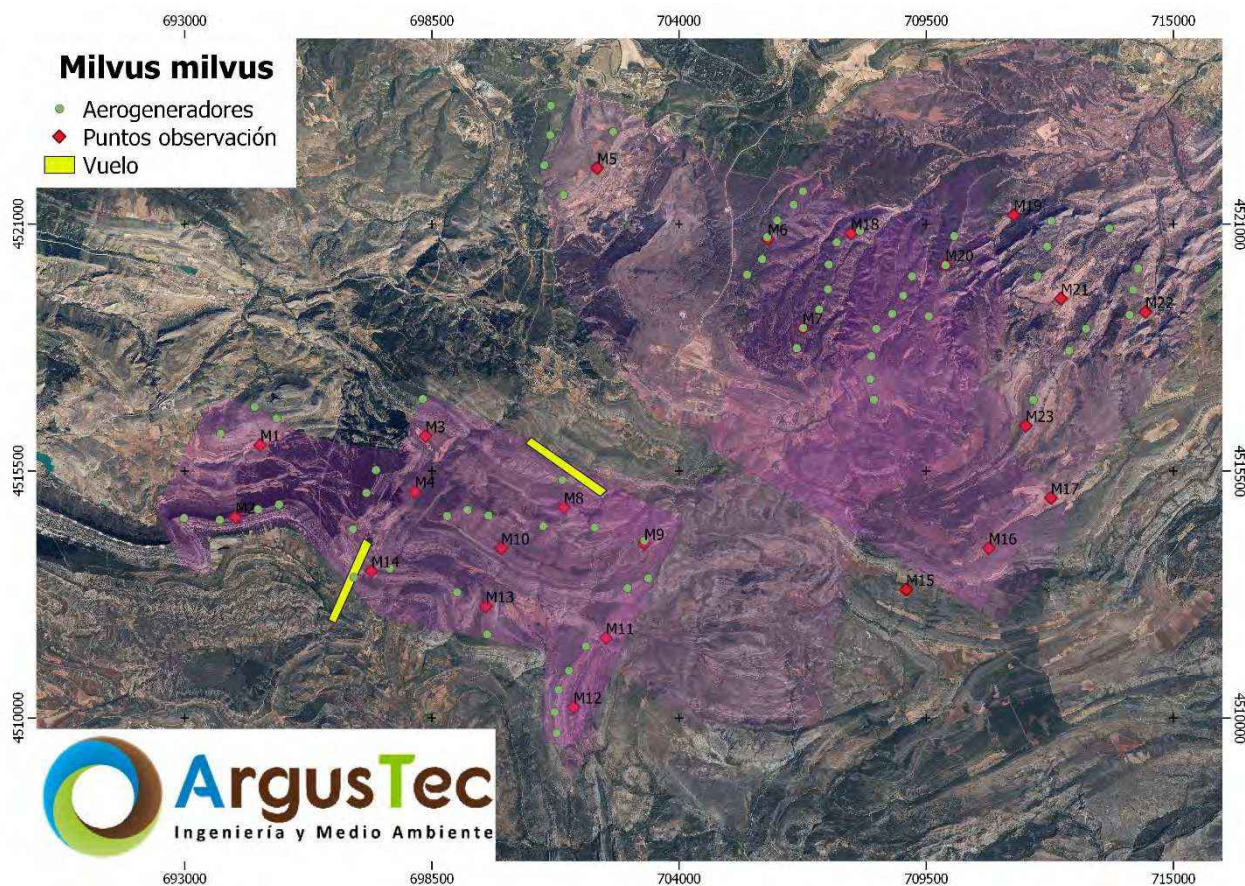 693000 698500 704000 709500 715000
Milvus milvus
Aerogeneradores
Puntos observación
Vuelo
M5
4521000 4521000
M19
M6
M18
M20
M21
M22
M7
M3
M23
M1
4515500 4515500
M4
M8
M17
M2
M10
M9
M16
M14
M15
M13
M11
M12
4510000 4510000
ArgusTec
Ingeniería y Medio Ambiente
693000 698500 704000 709500 715000